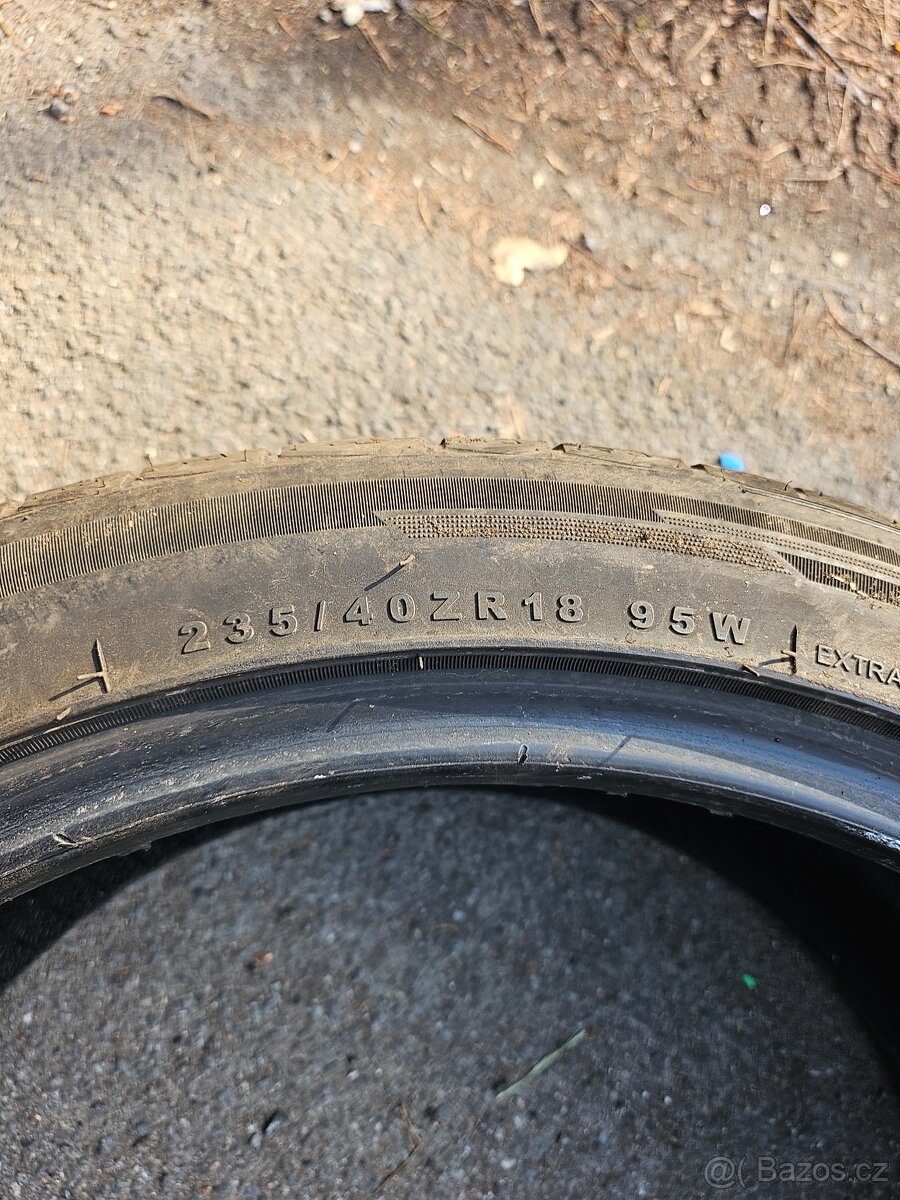 235/40ZR18 95W
EXTRA
@( Bazos.cz